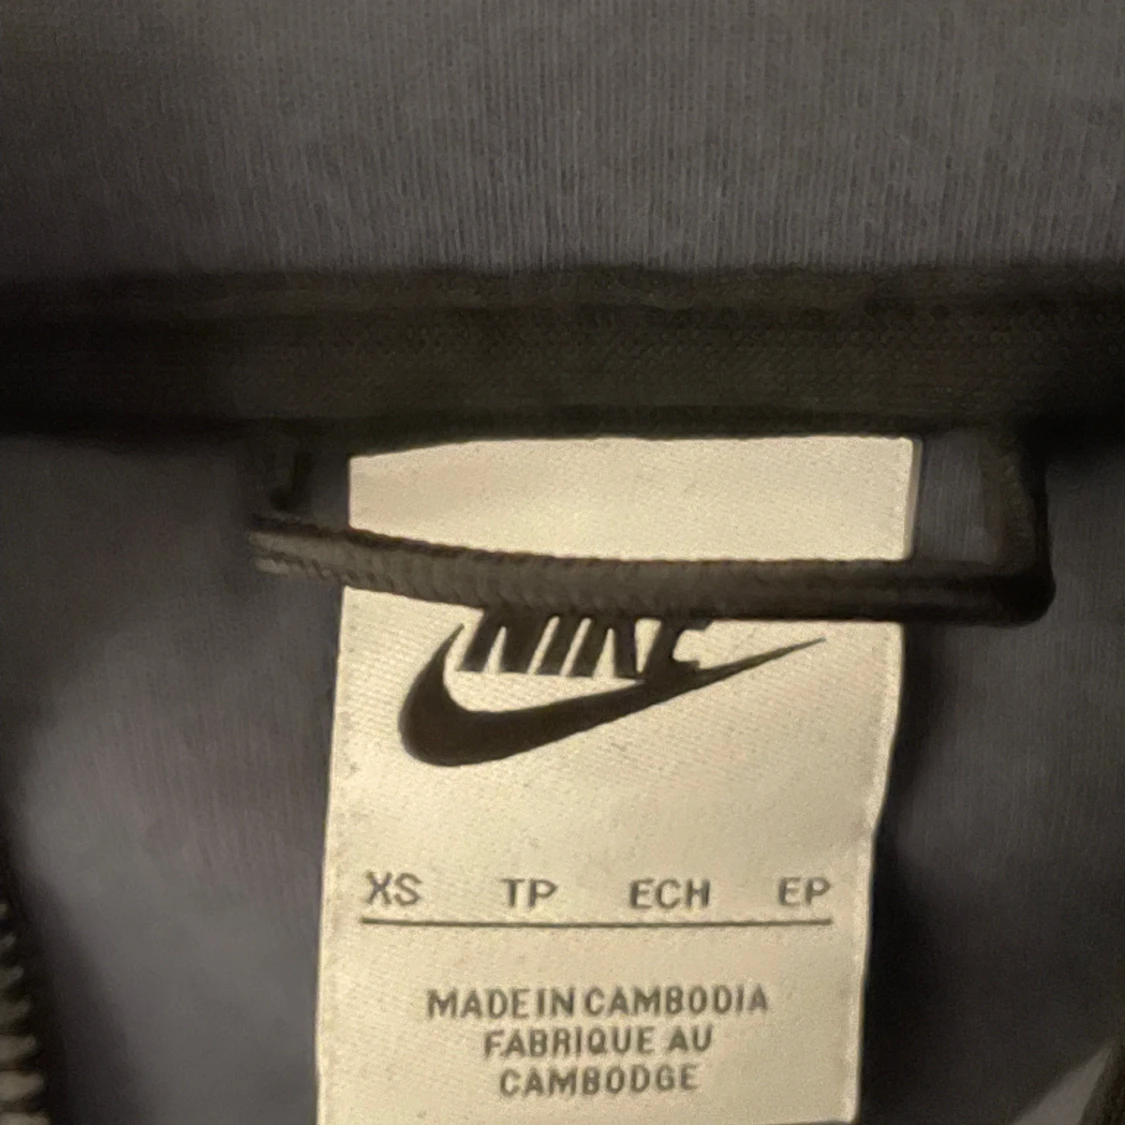 NIKE
XS TP ECH EP
MADE IN CAMBODIA
FABRIQUE AU
CAMBODGE